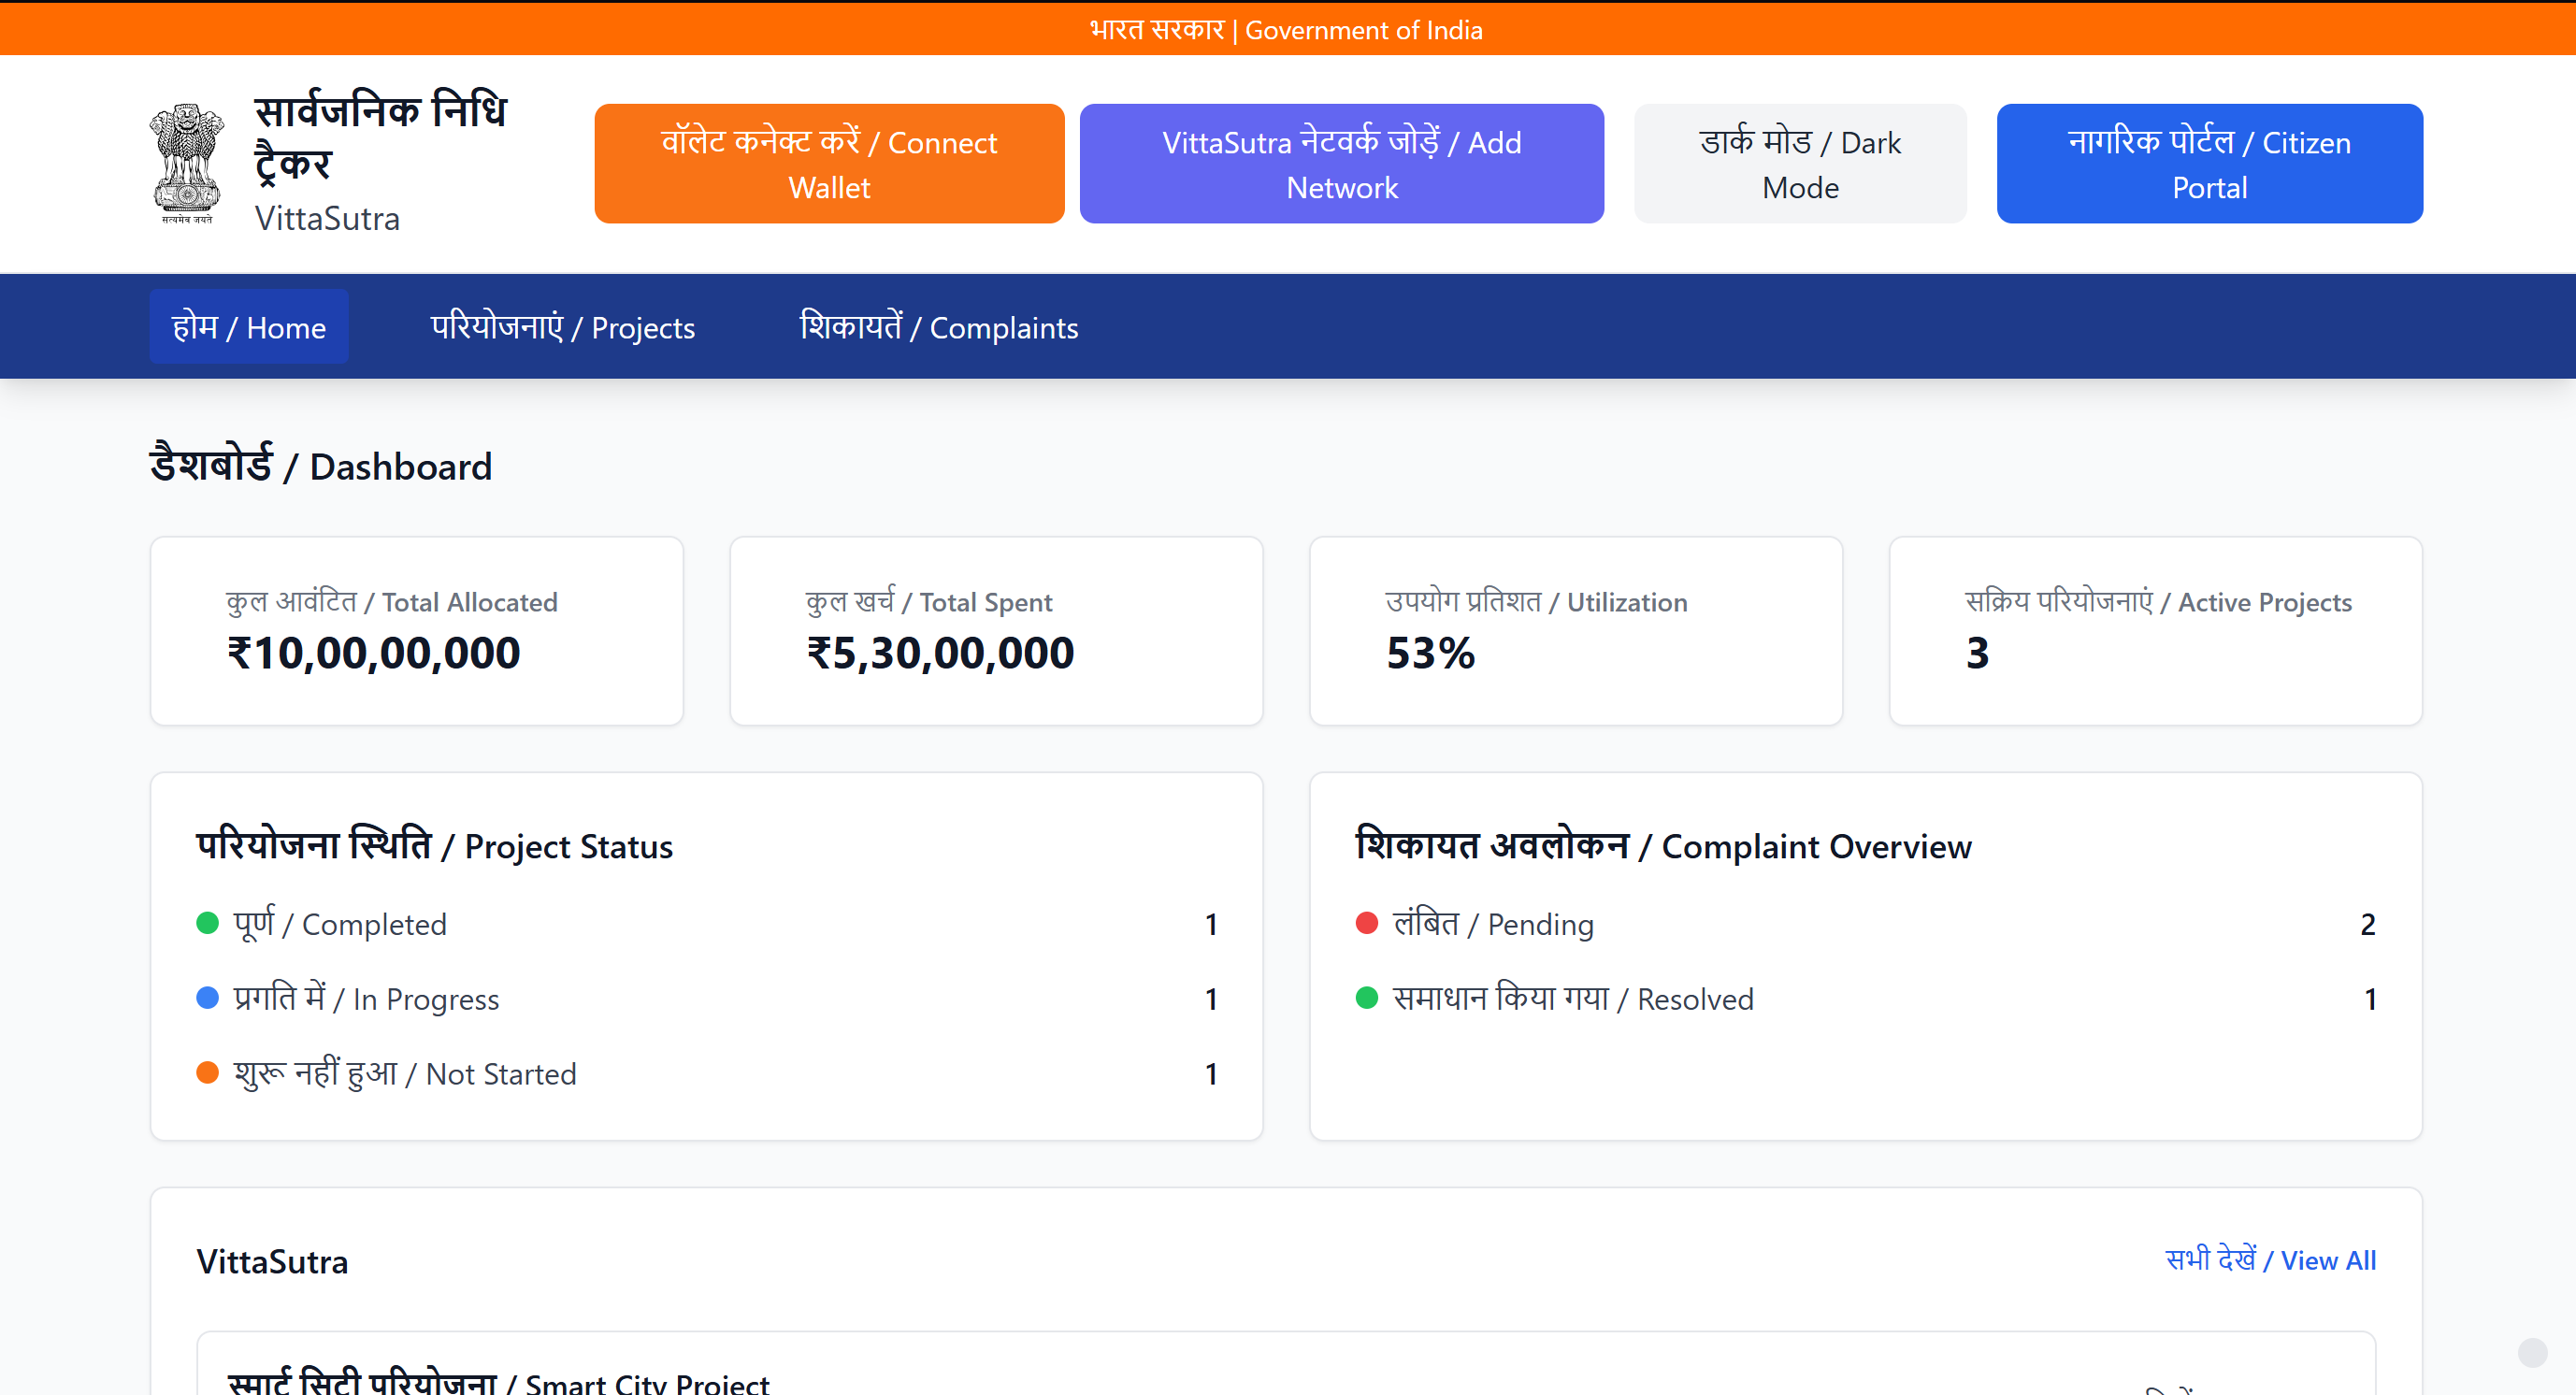 भारत सरकार | Government of India
सार्वजनिक निधि
ट्रैकर
VittaSutra
सत्यमेव जयते
वॉलेट कनेक्ट करें / Connect
Wallet
VittaSutra नेटवर्क जोड़ें / Add
Network
डार्क मोड / Dark
Mode
नागरिक पोर्टल / Citizen
Portal
होम / Home
परियोजनाएं / Projects
शिकायतें / Complaints
डैशबोर्ड / Dashboard
कुल आवंटित / Total Allocated
₹10,00,00,000
कुल खर्च / Total Spent
₹5,30,00,000
उपयोग प्रतिशत / Utilization
53%
सक्रिय परियोजनाएं / Active Projects
3
परियोजना स्थिति / Project Status
पूर्ण / Completed 1
प्रगति में / In Progress 1
शुरू नहीं हुआ / Not Started 1
शिकायत अवलोकन / Complaint Overview
लंबित / Pending 2
समाधान किया गया / Resolved 1
VittaSutra
सभी देखें / View All
स्मार्ट सिटी परियोजना / Smart City Project